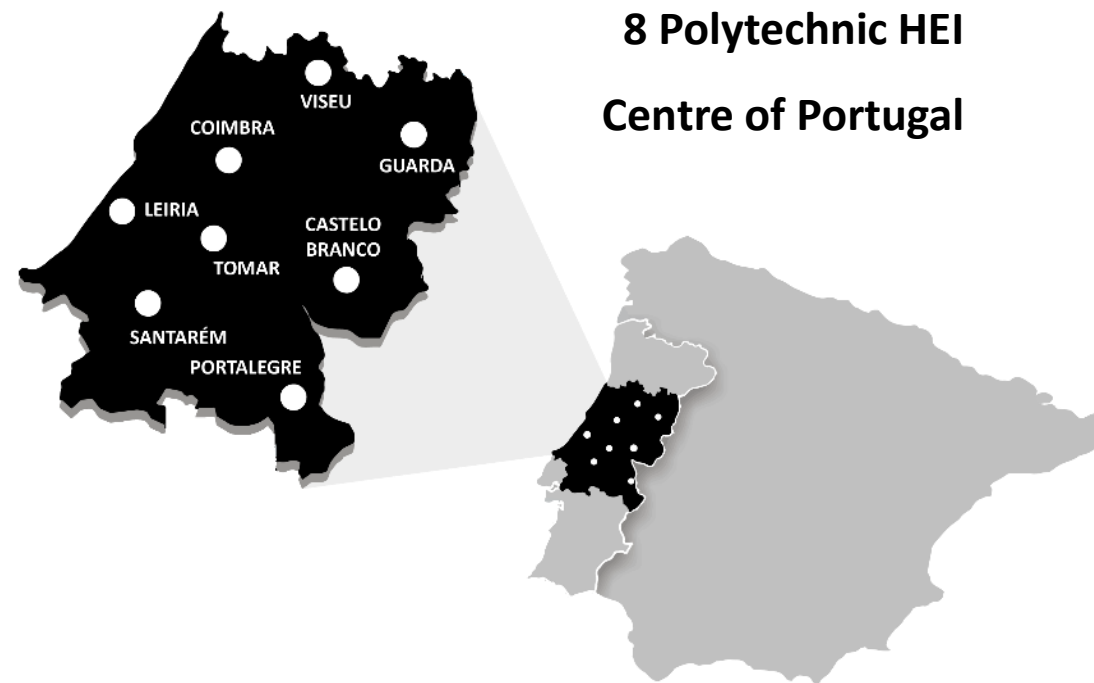 8 Polytechnic HEI
Centre of Portugal
VISEU
COIMBRA
GUARDA
LEIRIA
CASTELO
BRANCO
TOMAR
SANTARÉM
PORTALEGRE